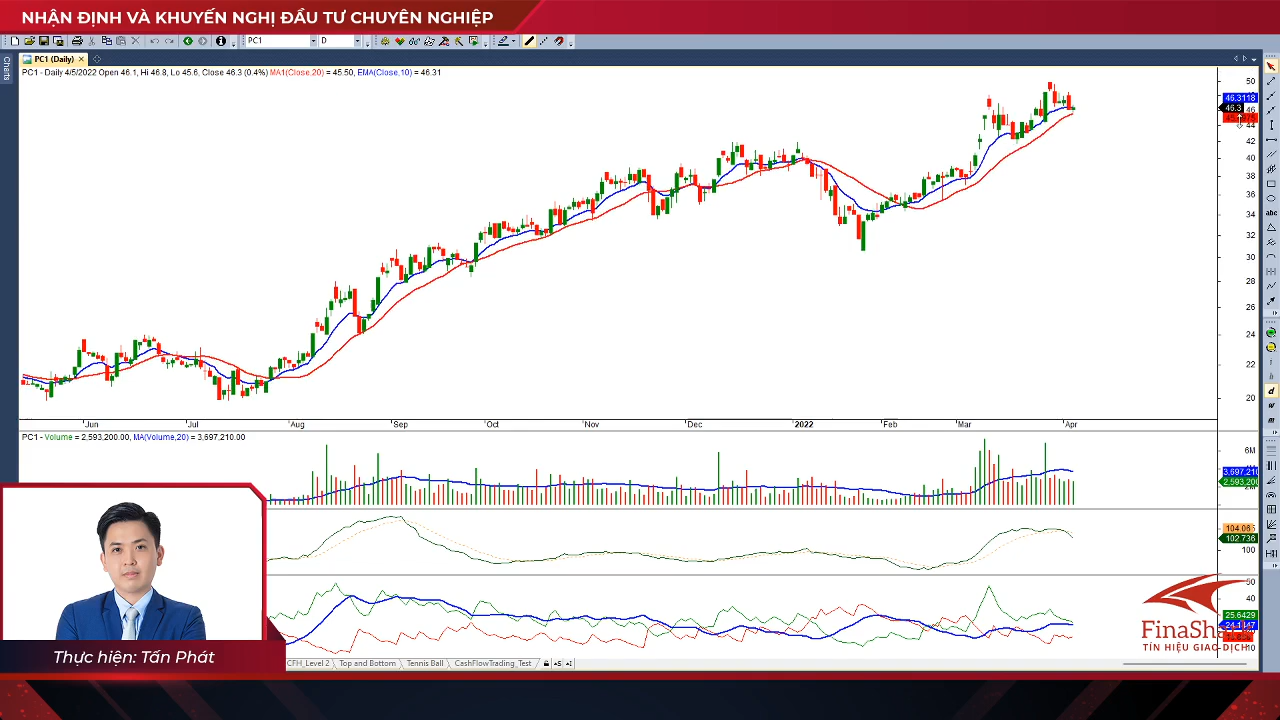 NHẬN ĐỊNH VÀ KHUYẾN NGHỊ ĐẦU TƯ CHUYÊN NGHIỆP
PC1
D
Charts
PC1 (Daily)
PC1 - Daily 4/5/2022 Open 46.1, Hi 46.8, Lo 45.6, Close 46.3 (0.4%) MA1(Close,20) = 45.50, EMA(Close,10) = 46.31
50
46.3118
46.3
46
44
42
40
38
36
34
32
30
28
26
24
22
20
abc
Jun
Jul
Aug
Sep
Oct
Nov
Dec
2022
Feb
Mar
Apr
PC1 - Volume = 2,593,200.00, MA(Volume,20) = 3,697,210.00
6M
3,697,210
2,593,200
104.065
102.736
100
50
40
25.6429
10
FinaSha
TÍN HIỆU GIAO DỊCH
CFH_Level 2
Top and Bottom
Tennis Ball
CashFlowTrading_Test
Thực hiện: Tấn Phát